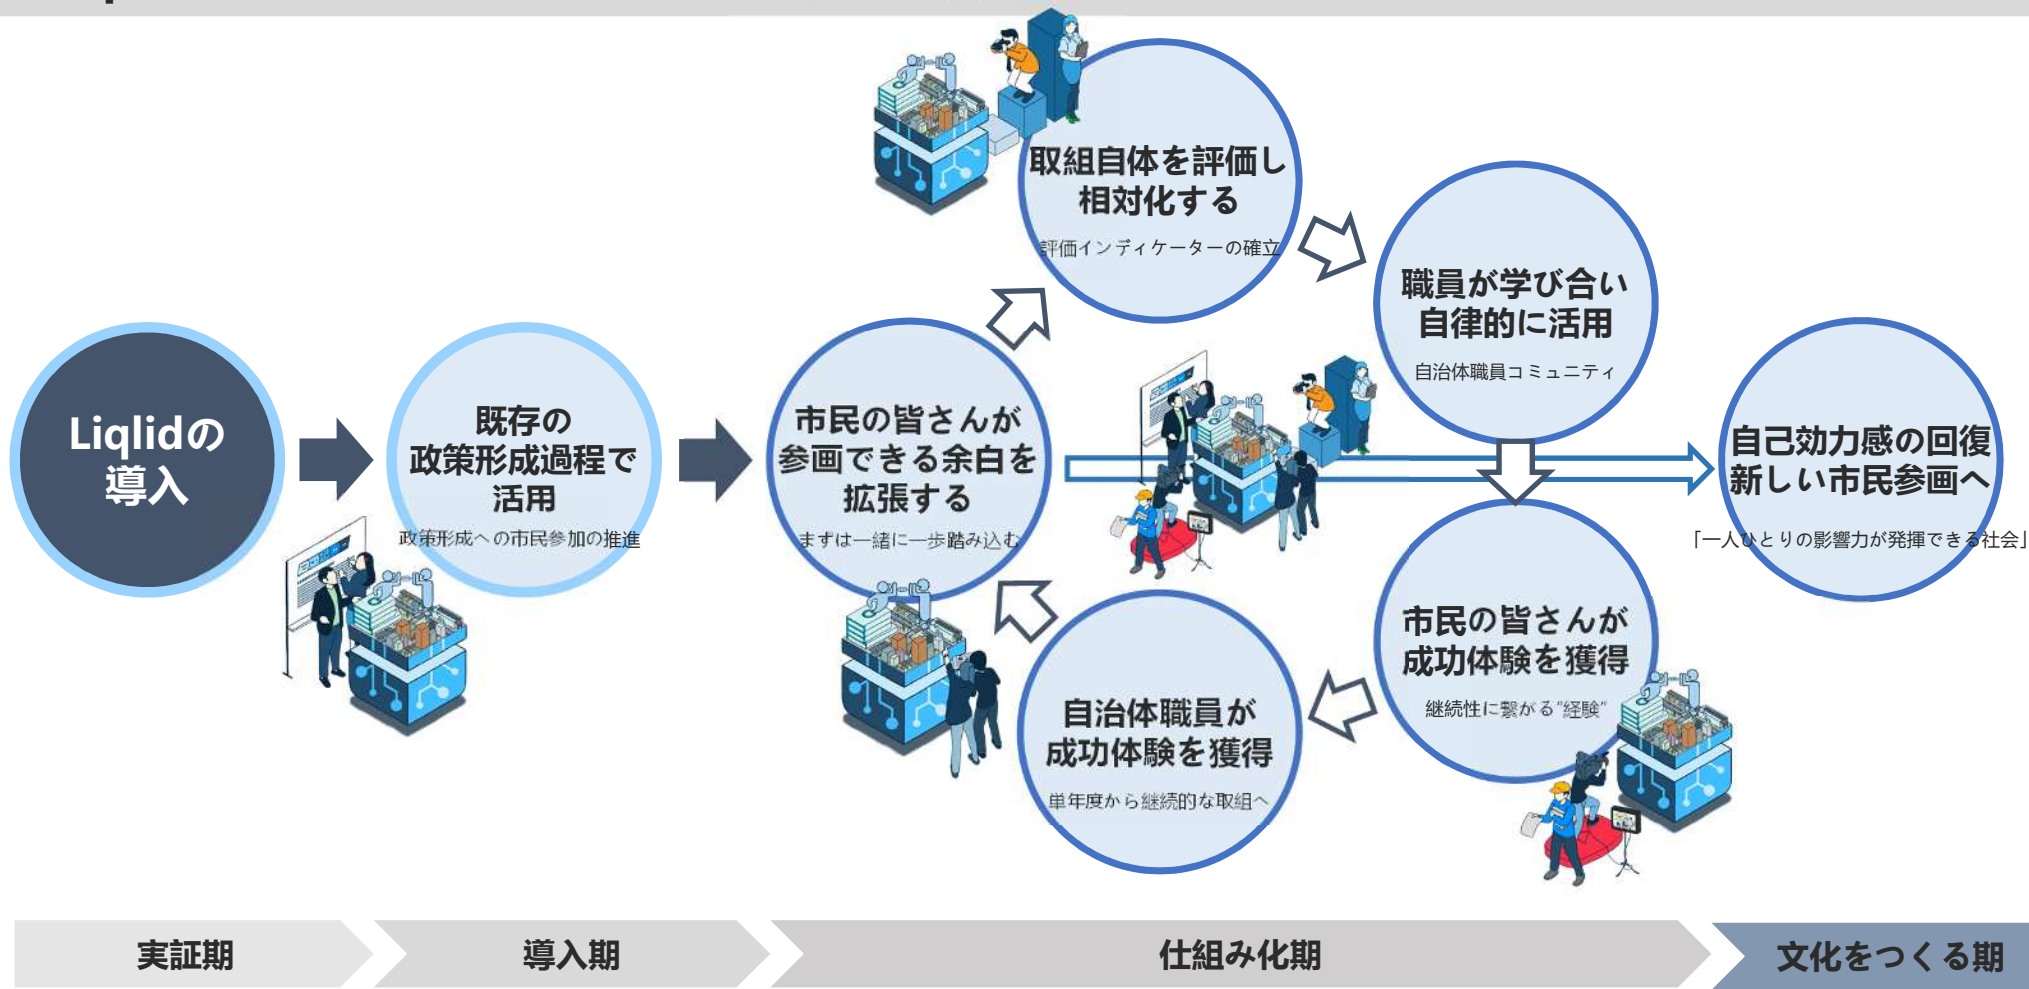 Liqlidの
導入
既存の
政策形成過程で
活用
政策形成への市民参加の推進
市民の皆さんが
参画できる余白を
拡張する
まずは一緒に一歩踏み込む
取組自体を評価し
相対化する
評価インディケーターの確立
職員が学び合い
自律的に活用
自治体職員コミュニティ
市民の皆さんが
成功体験を獲得
継続性に繋がる"経験"
自治体職員が
成功体験を獲得
単年度から継続的な取組へ
自己効力感の回復
新しい市民参画へ
「一人ひとりの影響力が発揮できる社会」
実証期
導入期
仕組み化期
文化をつくる期